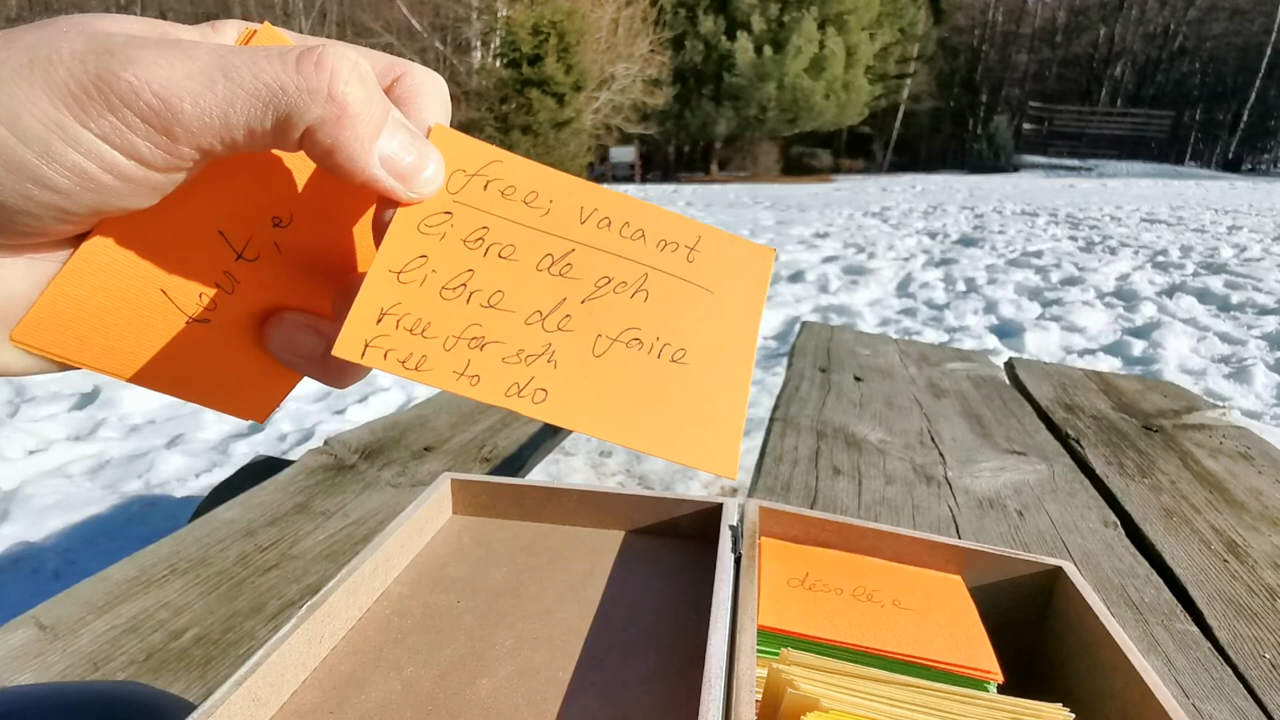 free; vacant
libre de qch
libre de faire
free for sth
free to do
tout, e
désolé, e